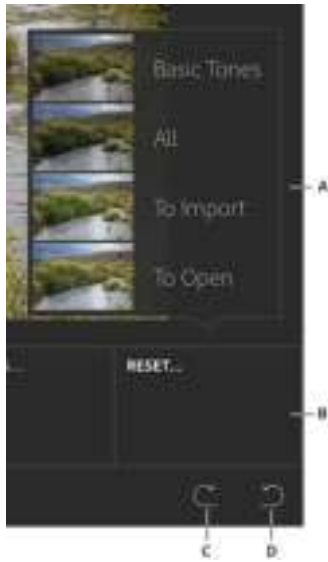 Basic Tones
All
A
To Import
To Open
RESET...
B
C
D